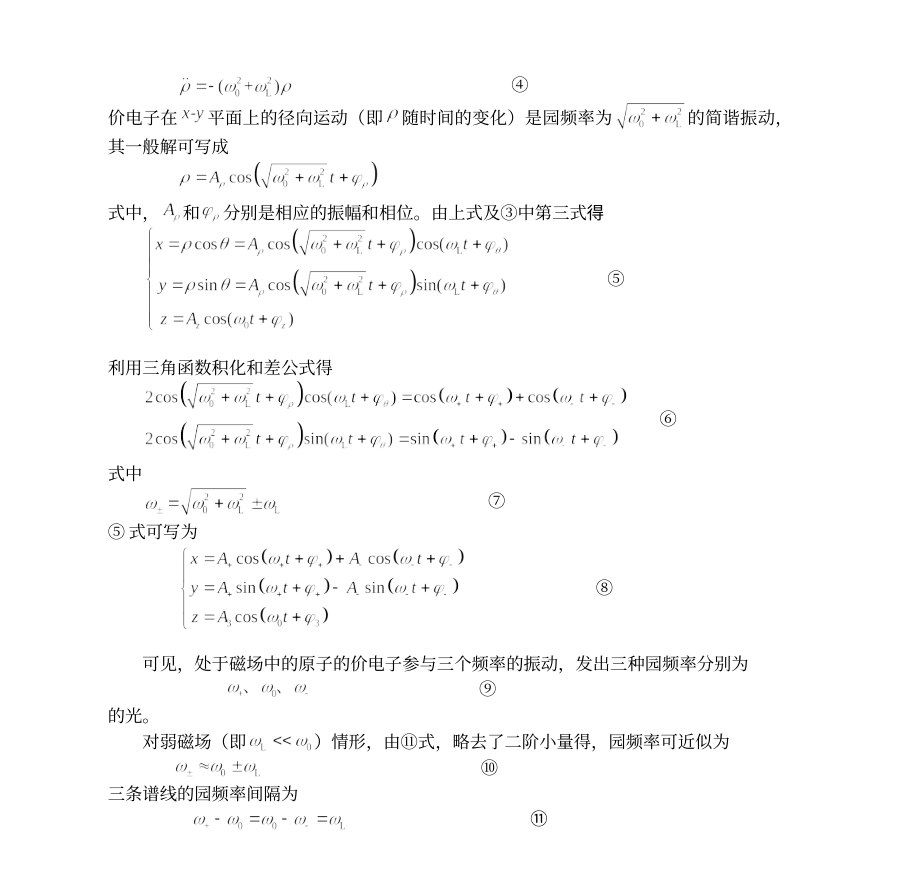 ρ̈ = -(ω₀²+ω_L²)ρ ④
价电子在 x-y 平面上的径向运动（即 ρ 随时间的变化）是园频率为 √(ω₀²+ω_L²) 的简谐振动，
其一般解可写成
ρ = A_ρ cos(√(ω₀²+ω_L²) t + φ_ρ)
式中， A_ρ 和 φ_ρ 分别是相应的振幅和相位。由上式及③中第三式得
x = ρcosθ = A_ρ cos(√(ω₀²+ω_L²) t + φ_ρ)cos(ω_L t + φ_θ)
y = ρsinθ = A_ρ cos(√(ω₀²+ω_L²) t + φ_ρ)sin(ω_L t + φ_θ) ⑤
z = A_z cos(ω₀t + φ_z)
利用三角函数积化和差公式得
2cos(√(ω₀²+ω_L²) t + φ_ρ)cos(ω_L t + φ_θ) = cos(ω₊t + φ₊) + cos(ω₋t + φ₋)
⑥
2cos(√(ω₀²+ω_L²) t + φ_ρ)sin(ω_L t + φ_θ) = sin(ω₊t + φ₊) - sin(ω₋t + φ₋)
式中
ω_± = √(ω₀²+ω_L²) ± ω_L ⑦
⑤ 式可写为
x = A₊cos(ω₊t + φ₊) + A₋cos(ω₋t + φ₋)
y = A₊sin(ω₊t + φ₊) - A₋sin(ω₋t + φ₋) ⑧
z = A₃cos(ω₀t + φ₃)
可见，处于磁场中的原子的价电子参与三个频率的振动，发出三种园频率分别为
ω₊、ω₀、ω₋ ⑨
的光。
对弱磁场（即 ω_L << ω₀）情形，由⑪式，略去了二阶小量得，园频率可近似为
ω_± ≈ ω₀ ± ω_L ⑩
三条谱线的园频率间隔为
ω₊ - ω₀ = ω₀ - ω₋ = ω_L ⑪